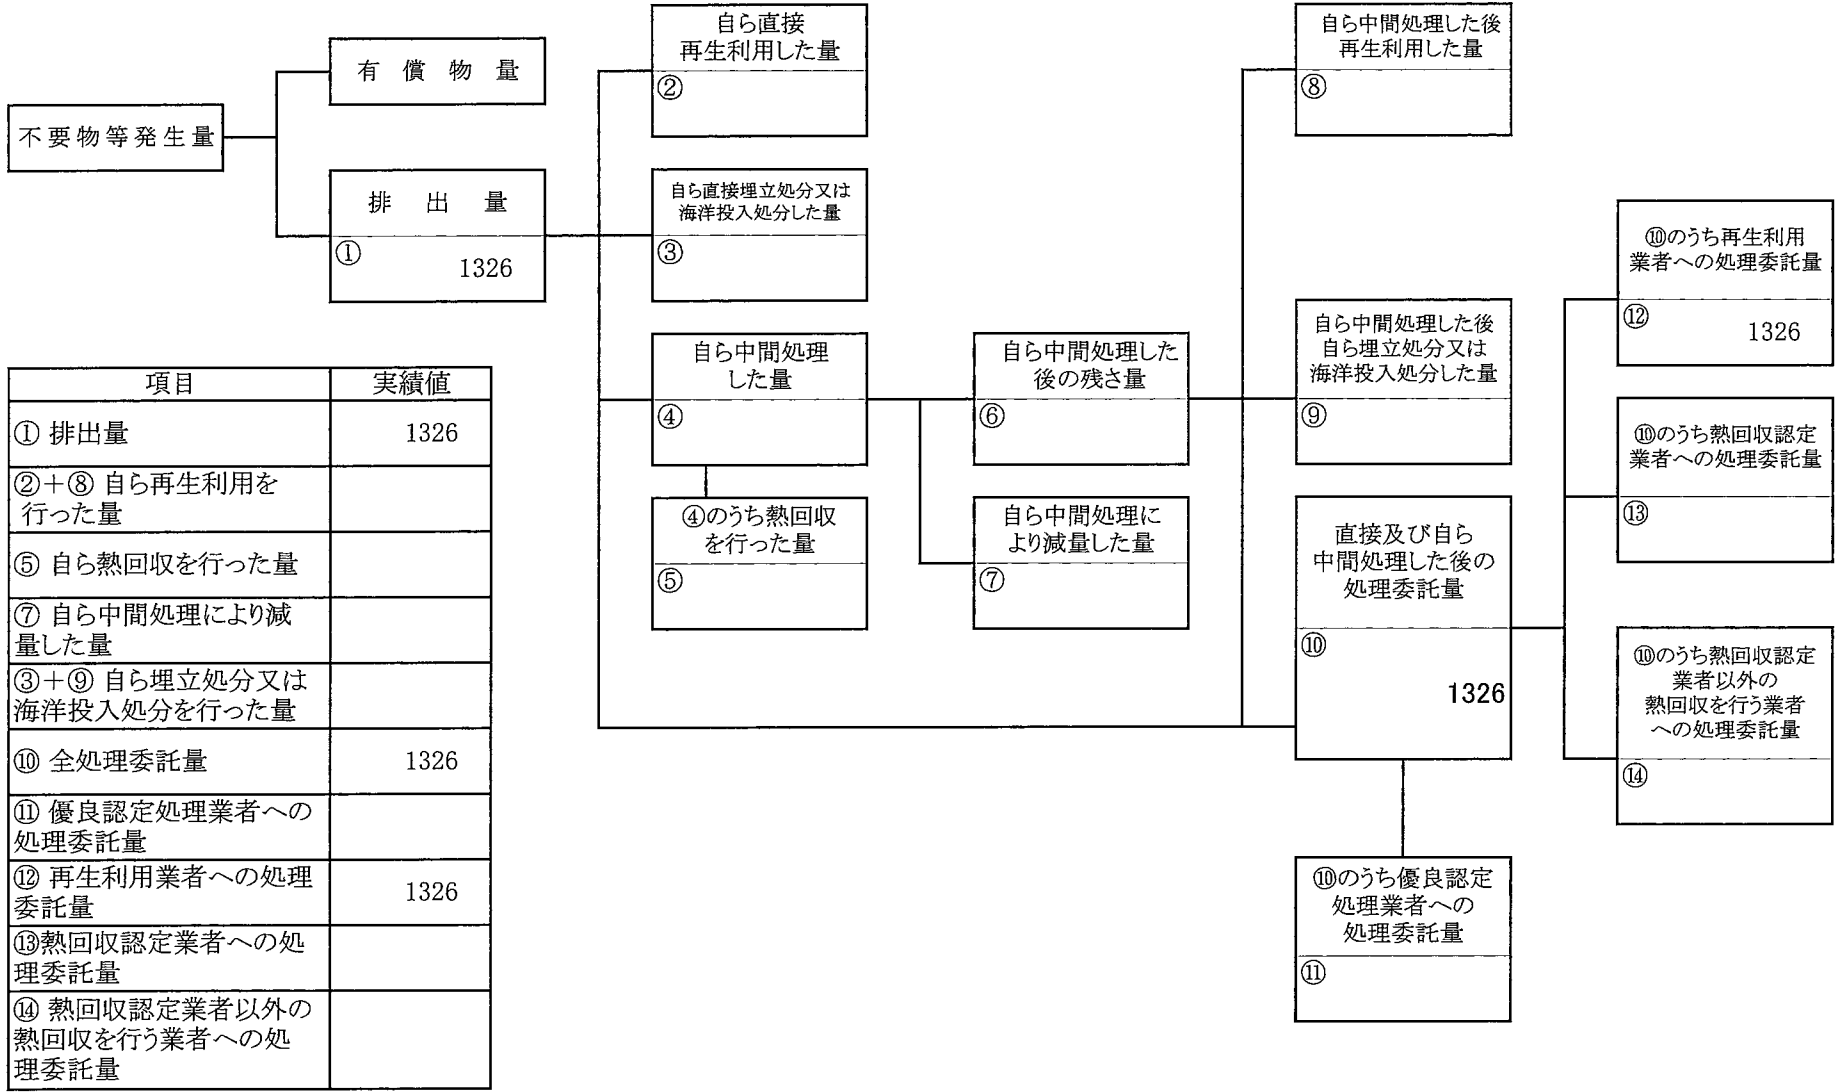 不要物等発生量
有償物量
排出量
①
1326
自ら直接
再生利用した量
②
自ら直接埋立処分又は
海洋投入処分した量
③
自ら中間処理
した量
④
④のうち熱回収
を行った量
⑤
自ら中間処理した
後の残さ量
⑥
自ら中間処理に
より減量した量
⑦
自ら中間処理した後
再生利用した量
⑧
自ら中間処理した後
自ら埋立処分又は
海洋投入処分した量
⑨
直接及び自ら
中間処理した後の
処理委託量
⑩
1326
⑩のうち優良認定
処理業者への
処理委託量
⑪
⑩のうち再生利用
業者への処理委託量
⑫
1326
⑩のうち熱回収認定
業者への処理委託量
⑬
⑩のうち熱回収認定
業者以外の
熱回収を行う業者
への処理委託量
⑭
項目 実績値
① 排出量 1326
②+⑧ 自ら再生利用を
行った量
⑤ 自ら熱回収を行った量
⑦ 自ら中間処理により減
量した量
③+⑨ 自ら埋立処分又は
海洋投入処分を行った量
⑩ 全処理委託量 1326
⑪ 優良認定処理業者への
処理委託量
⑫ 再生利用業者への処理
委託量 1326
⑬熱回収認定業者への処
理委託量
⑭ 熱回収認定業者以外の
熱回収を行う業者への処
理委託量